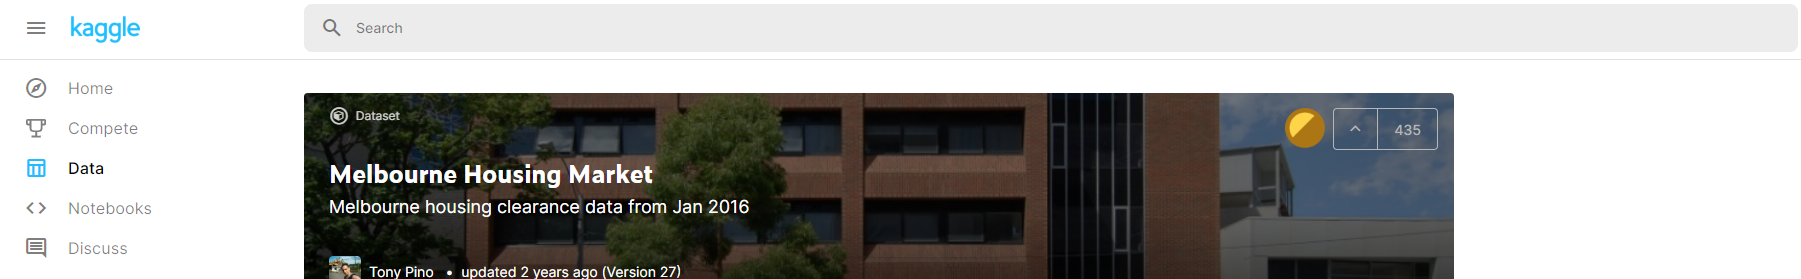 kaggle
Search
Home
Compete
Data
Notebooks
Discuss
Dataset
435
Melbourne Housing Market
Melbourne housing clearance data from Jan 2016
Tony Pino • updated 2 years ago (Version 27)